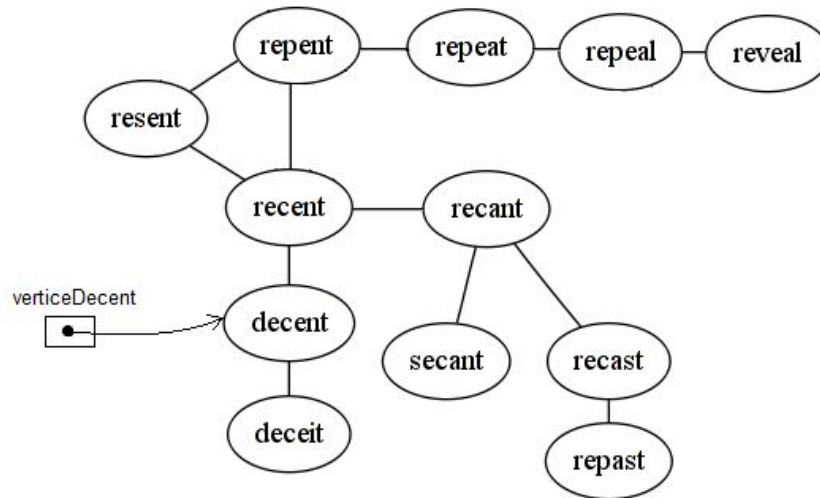 repent repeat repeal reveal
resent
recent recant
verticeDecent
decent
secant recast
deceit
repast